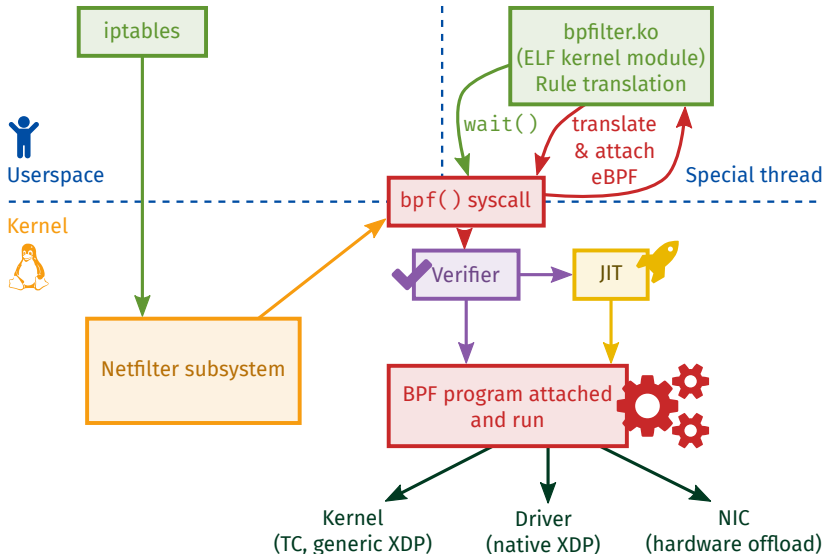 iptables
bpfilter.ko
(ELF kernel module)
Rule translation
wait()
translate
& attach
eBPF
Userspace
Special thread
bpf() syscall
Kernel
Verifier
JIT
Netfilter subsystem
BPF program attached
and run
Kernel
(TC, generic XDP)
Driver
(native XDP)
NIC
(hardware offload)